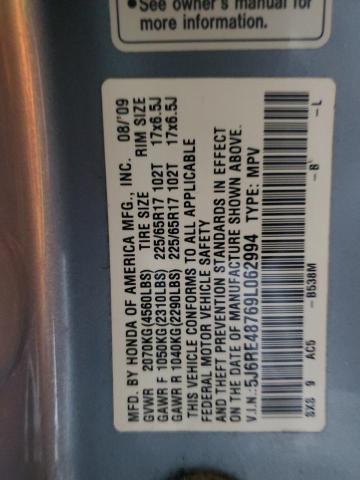 • See owner's manual for
more information.
MFD. BY HONDA OF AMERICA MFG., INC. 08/'09
GVWR 2070KG(4560LBS) TIRE SIZE RIM SIZE
GAWR F 1050KG(2310LBS) 225/65R17 102T 17x6.5J
GAWR R 1040KG(2290LBS) 225/65R17 102T 17x6.5J
THIS VEHICLE CONFORMS TO ALL APPLICABLE
FEDERAL MOTOR VEHICLE SAFETY
AND THEFT PREVENTION STANDARDS IN EFFECT
ON THE DATE OF MANUFACTURE SHOWN ABOVE.
V.I.N.:5J6RE48769L062994 TYPE: MPV
SXS 9 AC5 -B538M -B -L